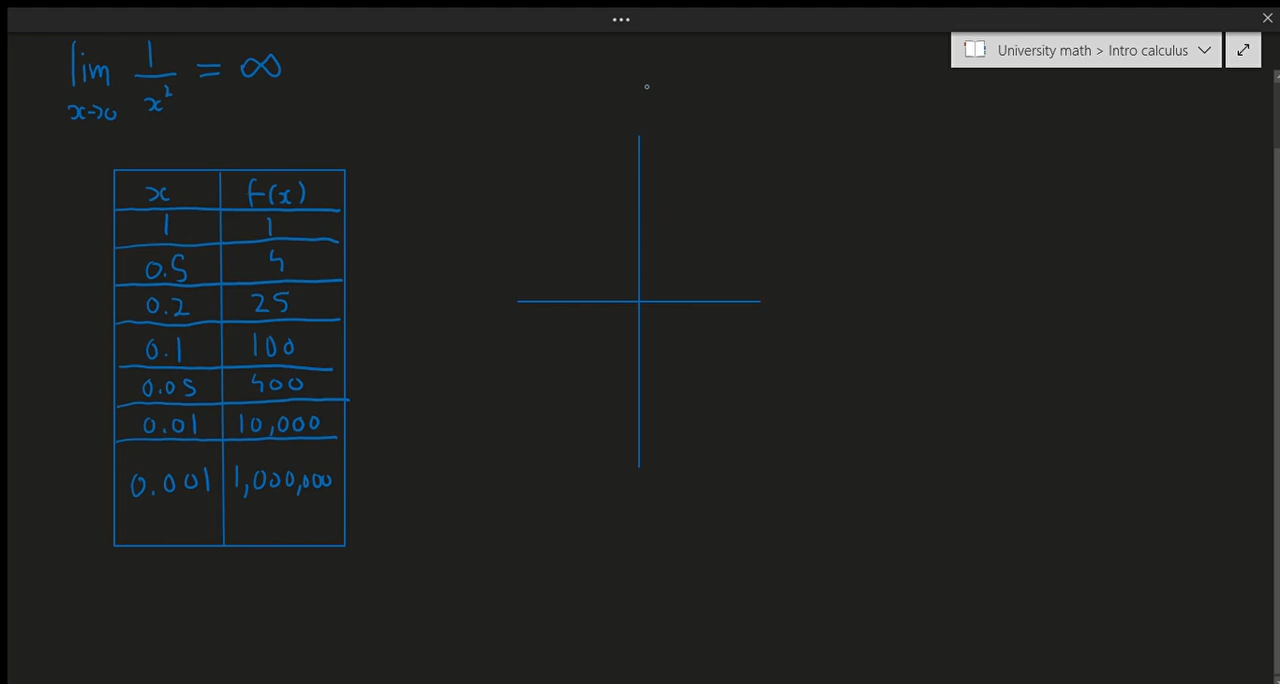 University math > Intro calculus
lim x→0 1/x² = ∞
x f(x)
1 1
0.5 4
0.2 25
0.1 100
0.05 400
0.01 10,000
0.001 1,000,000